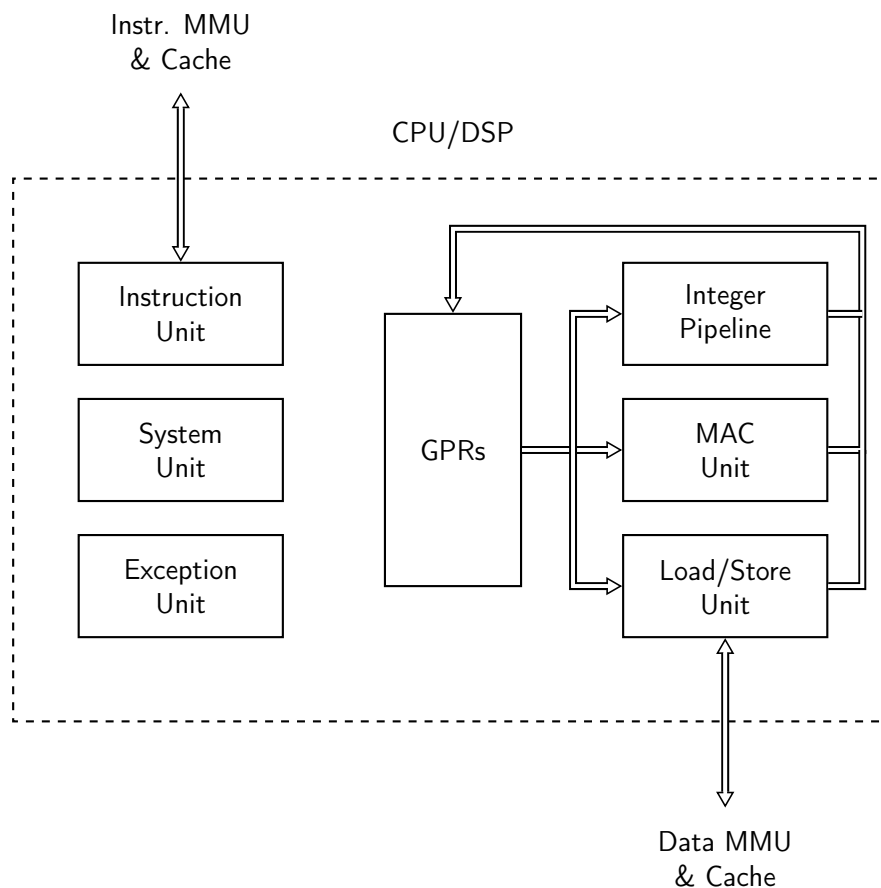 Instr. MMU
& Cache
CPU/DSP
Instruction
Unit
System
Unit
Exception
Unit
GPRs
Integer
Pipeline
MAC
Unit
Load/Store
Unit
Data MMU
& Cache